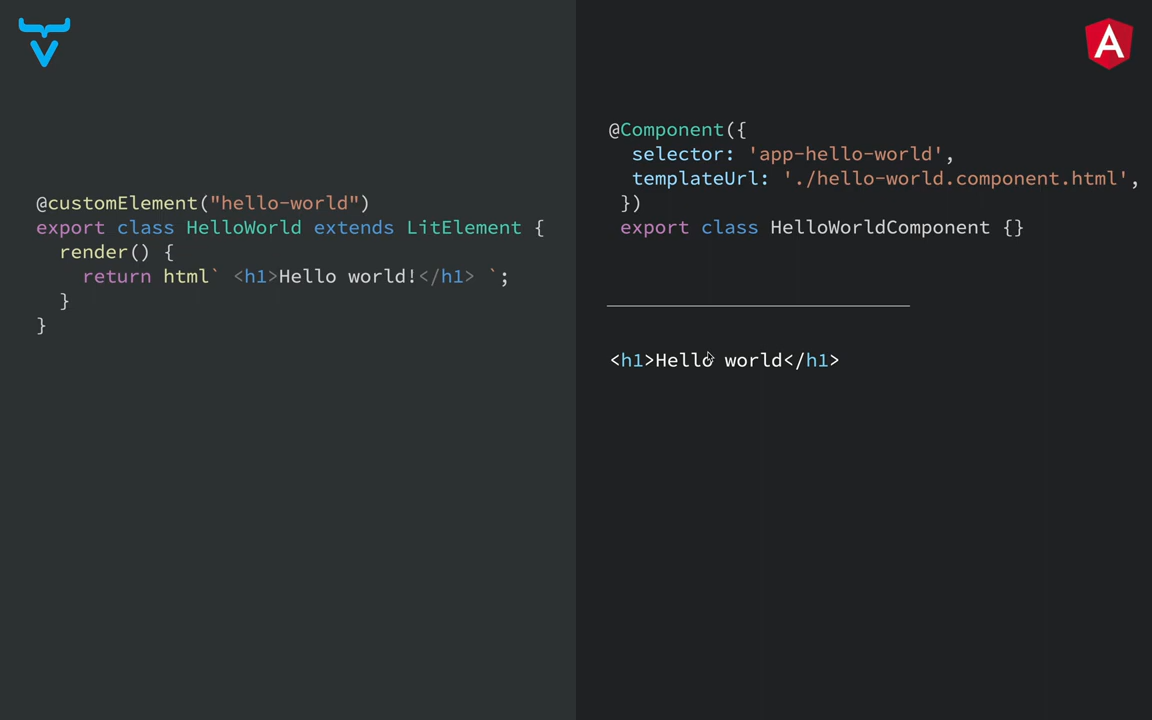 @customElement("hello-world")
export class HelloWorld extends LitElement {
  render() {
    return html` <h1>Hello world!</h1> `;
  }
}
A
@Component({
  selector: 'app-hello-world',
  templateUrl: './hello-world.component.html',
})
export class HelloWorldComponent {}
<h1>Hello world</h1>